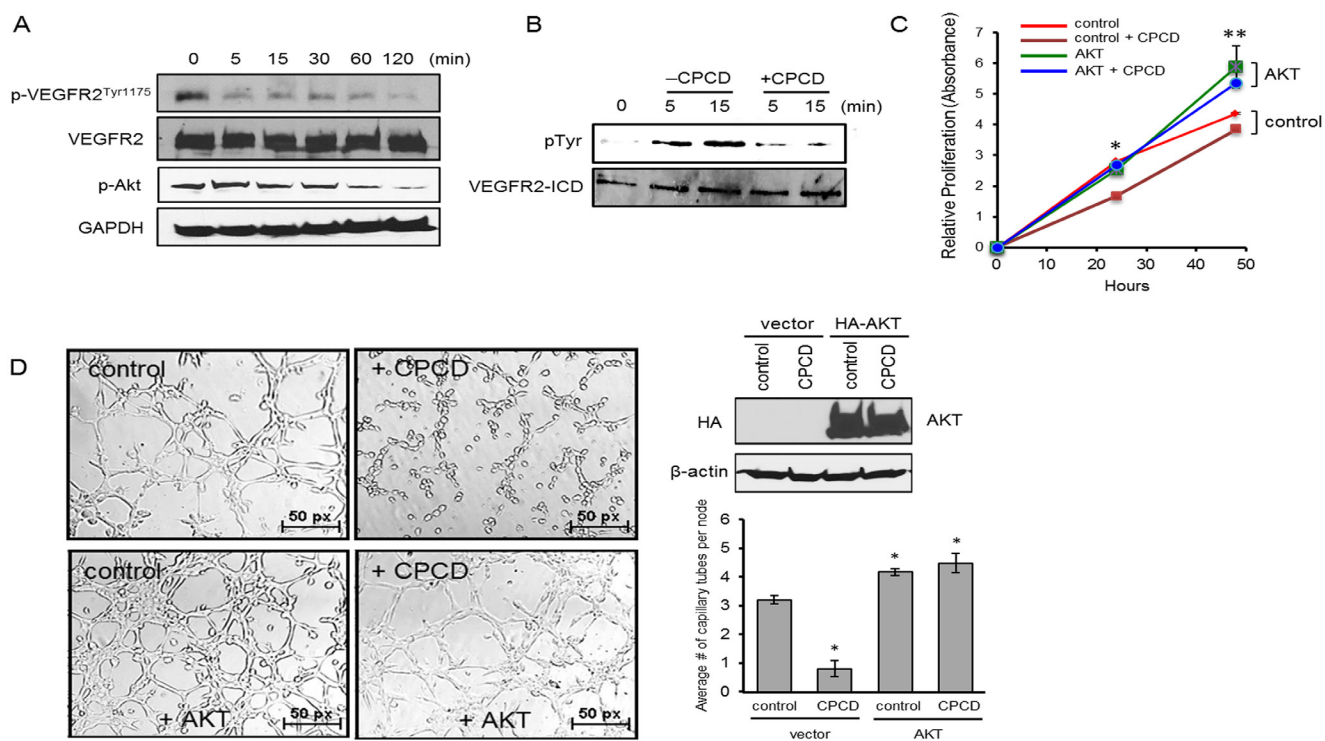 A
0 5 15 30 60 120 (min)
p-VEGFR2Tyr1175
VEGFR2
p-Akt
GAPDH
B
–CPCD +CPCD
0 5 15 5 15 (min)
pTyr
VEGFR2-ICD
C
control
control + CPCD
AKT
AKT + CPCD
Relative Proliferation (Absorbance)
7
6
5
4
3
2
1
0
*
**
AKT
control
0 10 20 30 40 50
Hours
D
control
50 px
+ CPCD
50 px
control
+ AKT
50 px
+ CPCD
+ AKT
50 px
vector HA-AKT
control CPCD control CPCD
HA AKT
β-actin
Average # of capillary tubes per node
6
5
4
3
2
1
0
*
*
*
control CPCD control CPCD
vector AKT